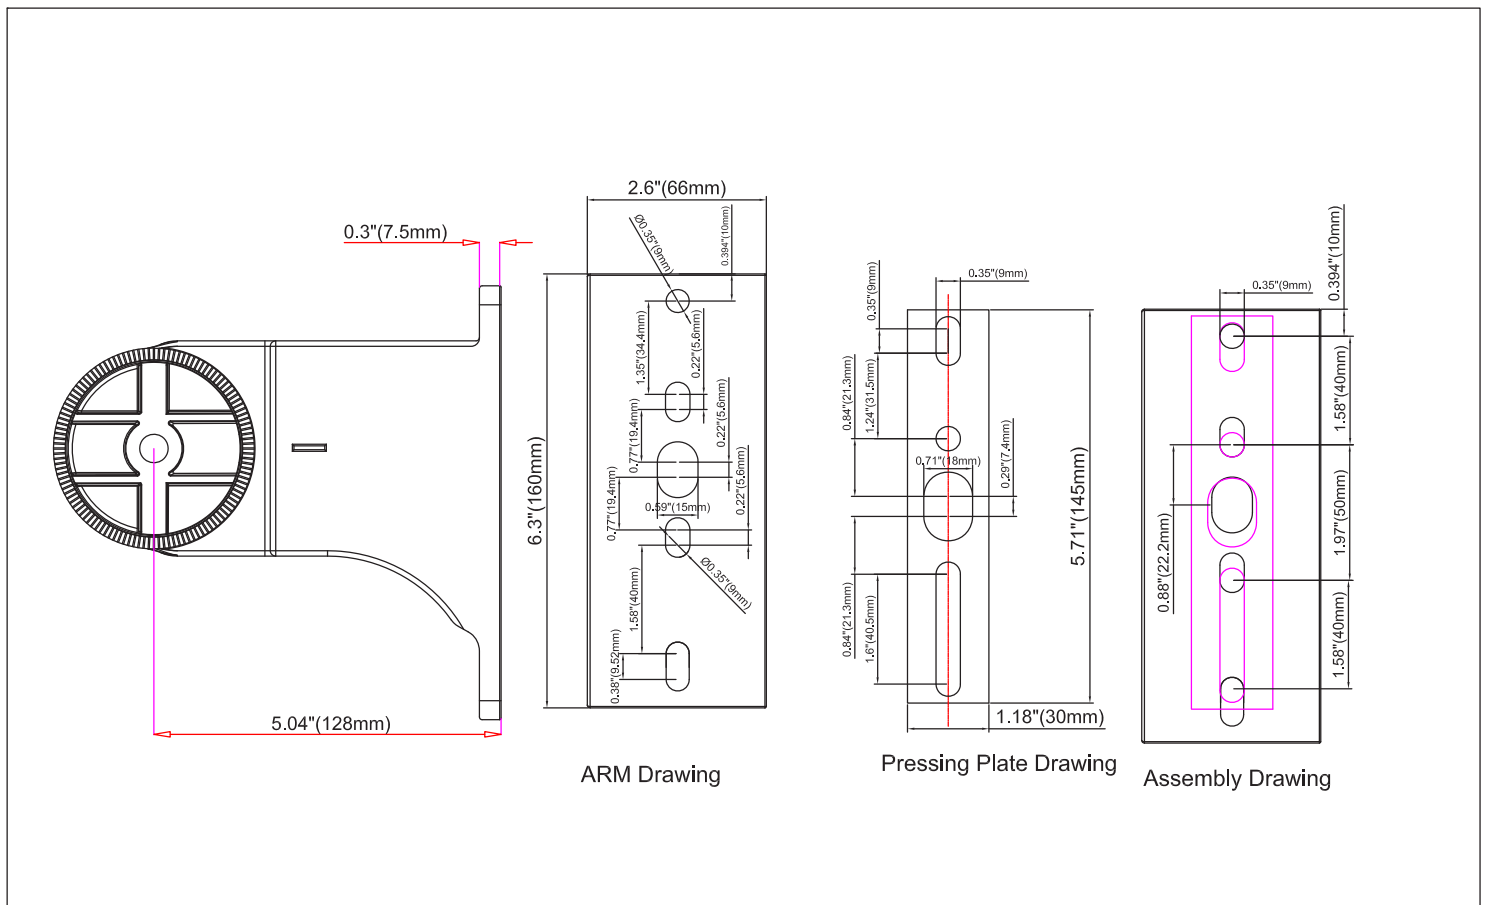 0.3"(7.5mm)
5.04"(128mm)
2.6"(66mm)
Ø0.35"(9mm)
0.394"(10mm)
1.35"(34.4mm)
0.22"(5.6mm)
0.77"(19.4mm)
0.22"(5.6mm)
6.3"(160mm)
0.59"(15mm)
0.77"(19.4mm)
0.22"(5.6mm)
Ø0.35"(9mm)
1.58"(40mm)
0.38"(9.52mm)
ARM Drawing
0.35"(9mm)
0.35"(9mm)
0.84"(21.3mm)
1.24"(31.5mm)
0.71"(18mm)
0.29"(7.4mm)
5.71"(145mm)
0.84"(21.3mm)
1.6"(40.5mm)
1.18"(30mm)
Pressing Plate Drawing
0.394"(10mm)
0.35"(9mm)
1.58"(40mm)
1.97"(50mm)
0.88"(22.2mm)
1.58"(40mm)
Assembly Drawing